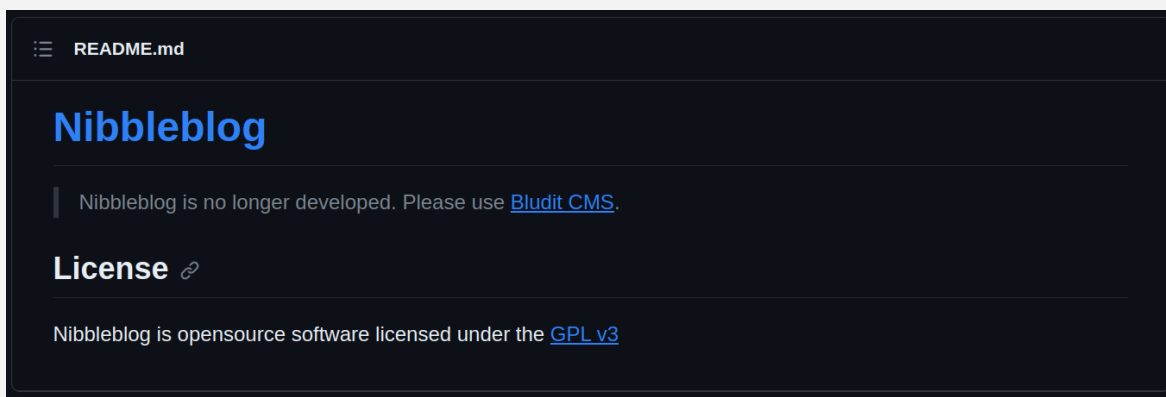 README.md
Nibbleblog
Nibbleblog is no longer developed. Please use Bludit CMS.
License
Nibbleblog is opensource software licensed under the GPL v3